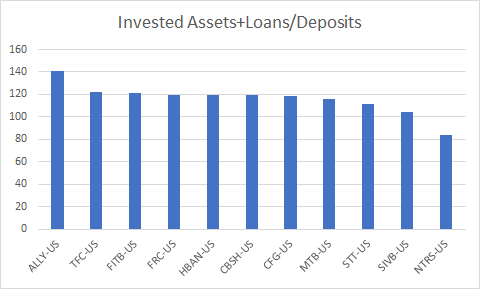 Invested Assets+Loans/Deposits
160
140
120
100
80
60
40
20
0
ALLY-US
TFC-US
FITB-US
FRC-US
HBAN-US
CBSH-US
CFG-US
MTB-US
STT-US
SIVB-US
NTRS-US